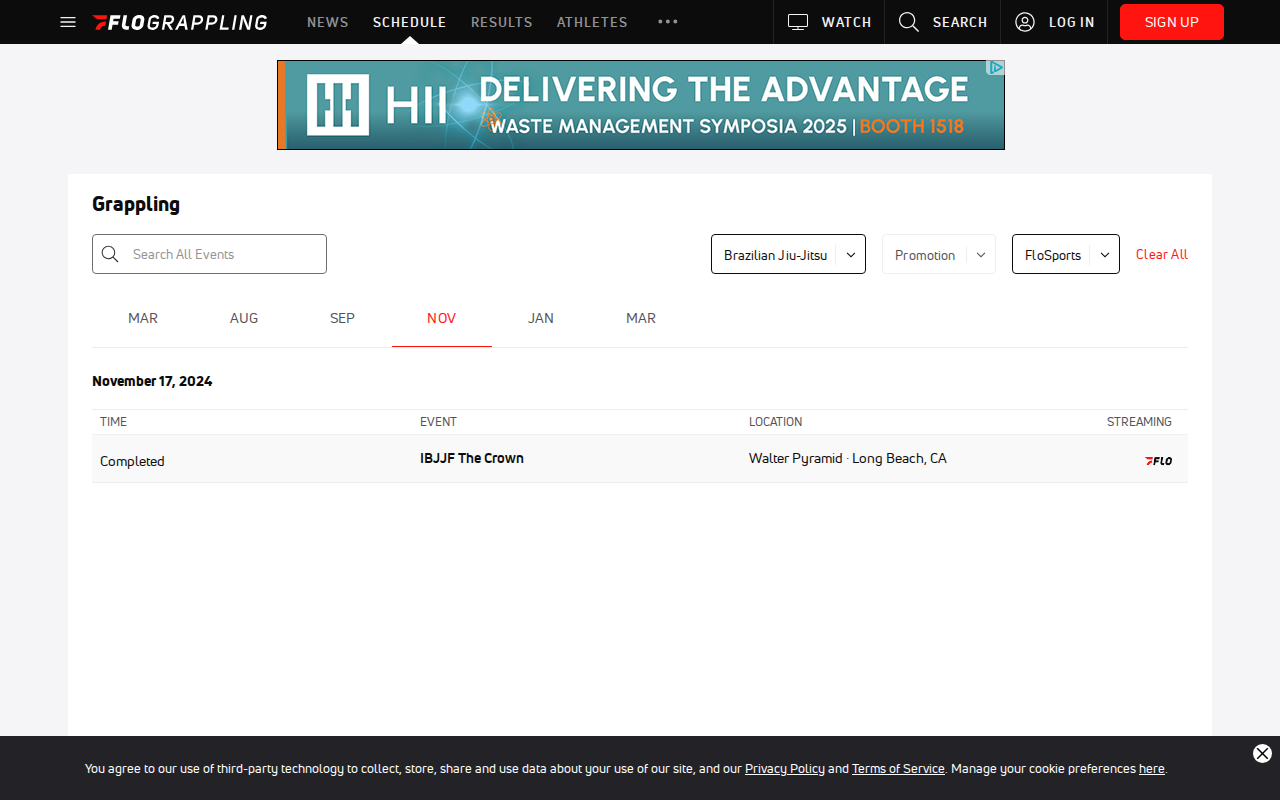 FLOGRAPPLING NEWS SCHEDULE RESULTS ATHLETES WATCH SEARCH LOG IN SIGN UP
HII DELIVERING THE ADVANTAGE
WASTE MANAGEMENT SYMPOSIA 2025 | BOOTH 1518
Grappling
Search All Events Brazilian Jiu-Jitsu Promotion FloSports Clear All
MAR AUG SEP NOV JAN MAR
November 17, 2024
TIME EVENT LOCATION STREAMING
Completed IBJJF The Crown Walter Pyramid · Long Beach, CA FLO
You agree to our use of third-party technology to collect, store, share and use data about your use of our site, and our Privacy Policy and Terms of Service. Manage your cookie preferences here.